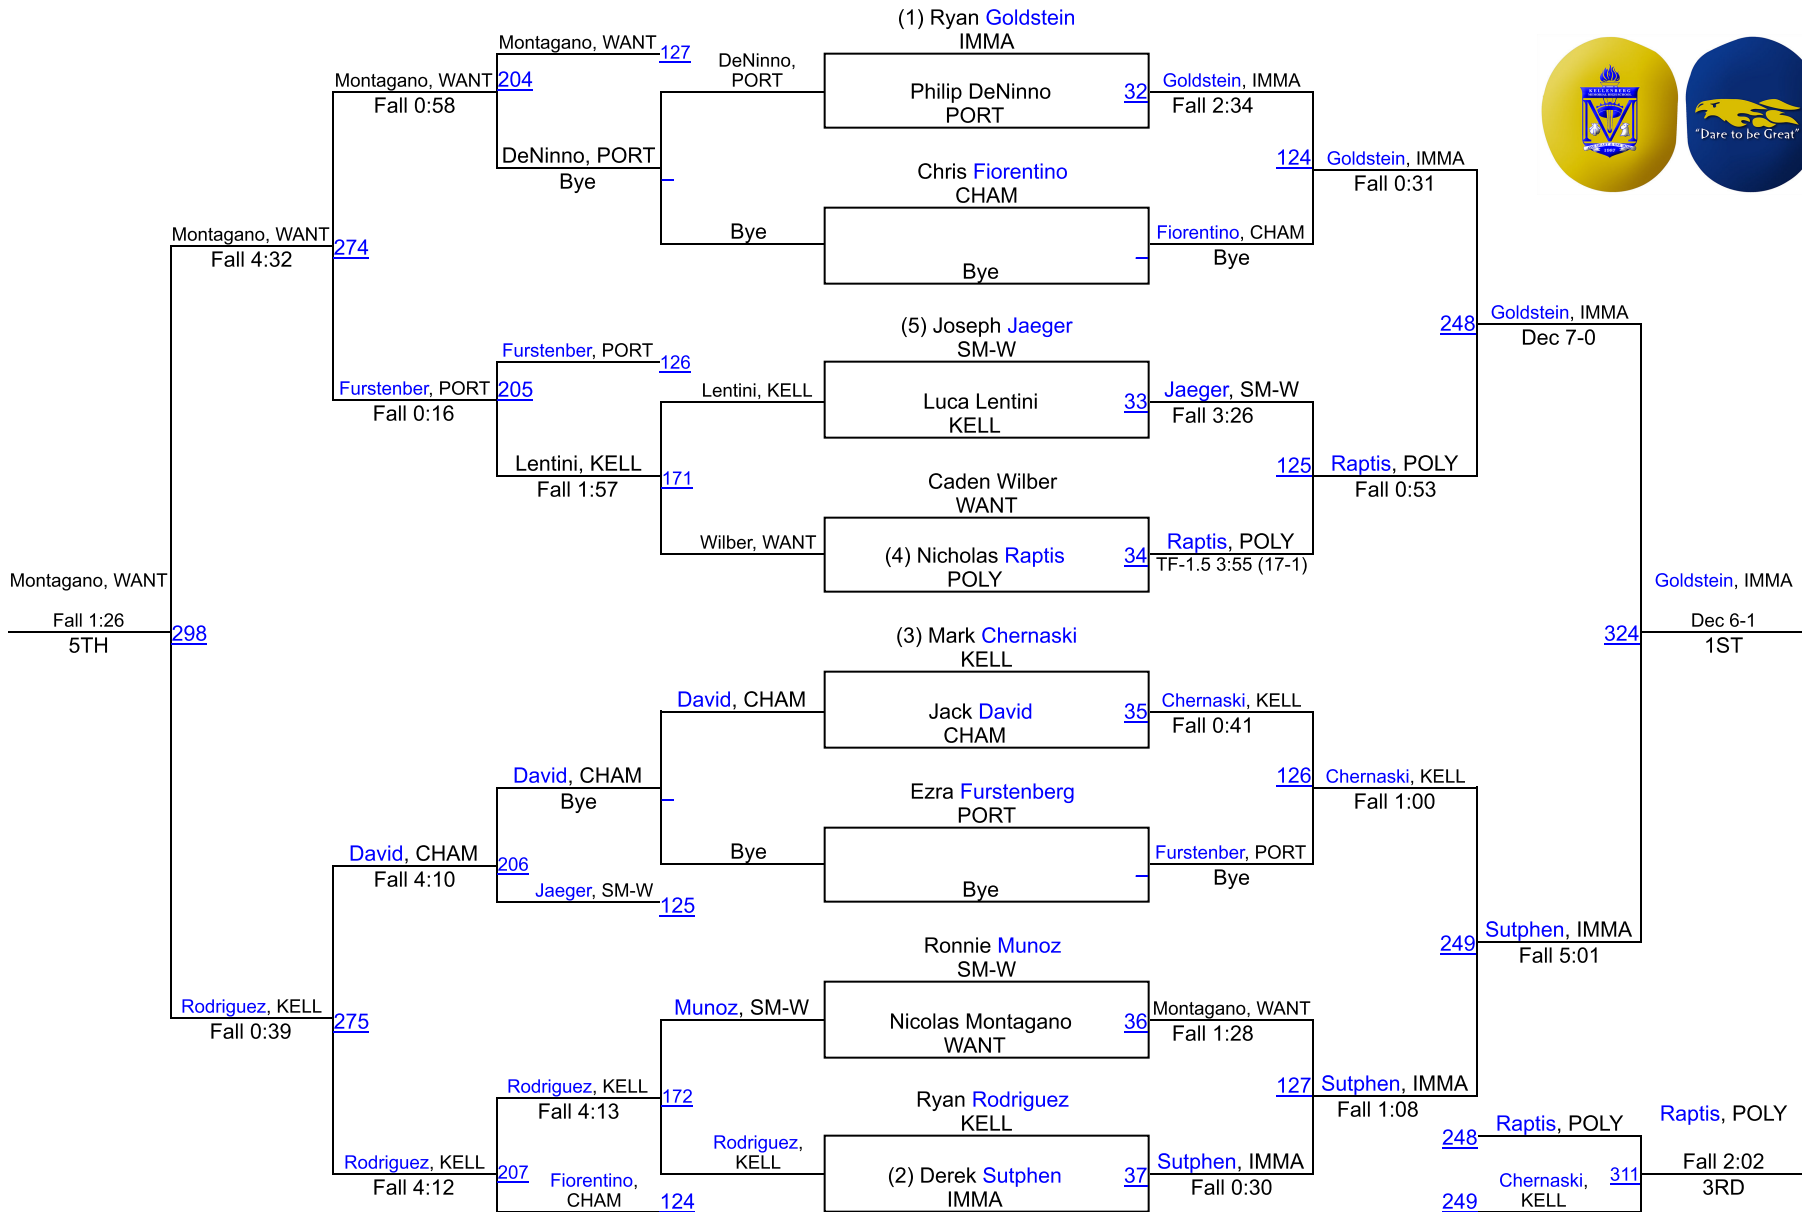 (1) Ryan Goldstein
IMMA
Philip DeNinno
PORT
32
Chris Fiorentino
CHAM
Bye
(5) Joseph Jaeger
SM-W
Luca Lentini
KELL
33
Caden Wilber
WANT
(4) Nicholas Raptis
POLY
34
(3) Mark Chernaski
KELL
Jack David
CHAM
35
Ezra Furstenberg
PORT
Bye
Ronnie Munoz
SM-W
Nicolas Montagano
WANT
36
Ryan Rodriguez
KELL
(2) Derek Sutphen
IMMA
37
Goldstein, IMMA
Fall 2:34
Fiorentino, CHAM
Bye
Jaeger, SM-W
Fall 3:26
Raptis, POLY
TF-1.5 3:55 (17-1)
Chernaski, KELL
Fall 0:41
Furstenber, PORT
Bye
Montagano, WANT
Fall 1:28
Sutphen, IMMA
Fall 0:30
124
Goldstein, IMMA
Fall 0:31
125
Raptis, POLY
Fall 0:53
126
Chernaski, KELL
Fall 1:00
127
Sutphen, IMMA
Fall 1:08
248
Goldstein, IMMA
Dec 7-0
249
Sutphen, IMMA
Fall 5:01
324
Goldstein, IMMA
Dec 6-1
1ST
248
Raptis, POLY
249
Chernaski,
KELL
311
Raptis, POLY
Fall 2:02
3RD
DeNinno,
PORT
Bye
Lentini, KELL
Wilber, WANT
David, CHAM
Bye
Munoz, SM-W
Rodriguez,
KELL
Montagano, WANT
127
DeNinno, PORT
Bye
Furstenber, PORT
126
Lentini, KELL
Fall 1:57
171
David, CHAM
Bye
Jaeger, SM-W
125
Rodriguez, KELL
Fall 4:13
172
Fiorentino,
CHAM
124
Montagano, WANT
Fall 0:58
204
Furstenber, PORT
Fall 0:16
205
David, CHAM
Fall 4:10
206
Rodriguez, KELL
Fall 4:12
207
Montagano, WANT
Fall 4:32
274
Rodriguez, KELL
Fall 0:39
275
Montagano, WANT
Fall 1:26
5TH
298
KELLENBERG
MEMORIAL HIGH SCHOOL
1987
"Dare to be Great"